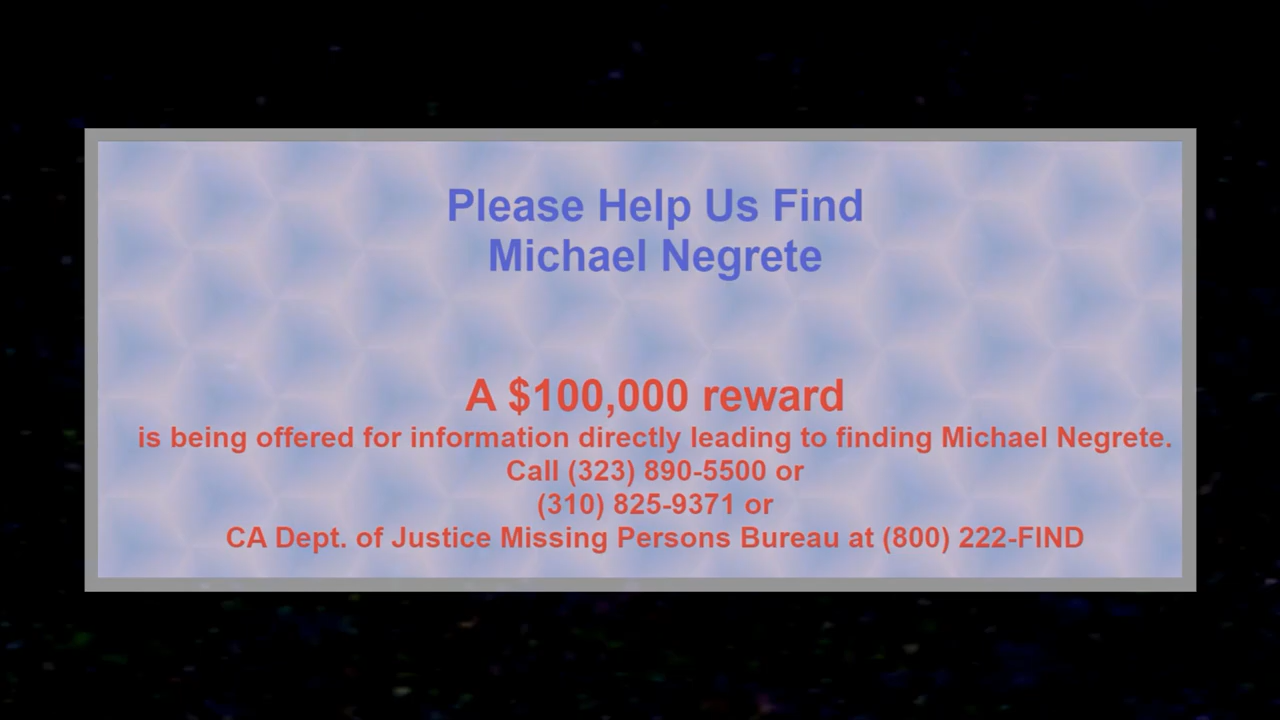 Please Help Us Find
Michael Negrete
A $100,000 reward
is being offered for information directly leading to finding Michael Negrete.
Call (323) 890-5500 or
(310) 825-9371 or
CA Dept. of Justice Missing Persons Bureau at (800) 222-FIND